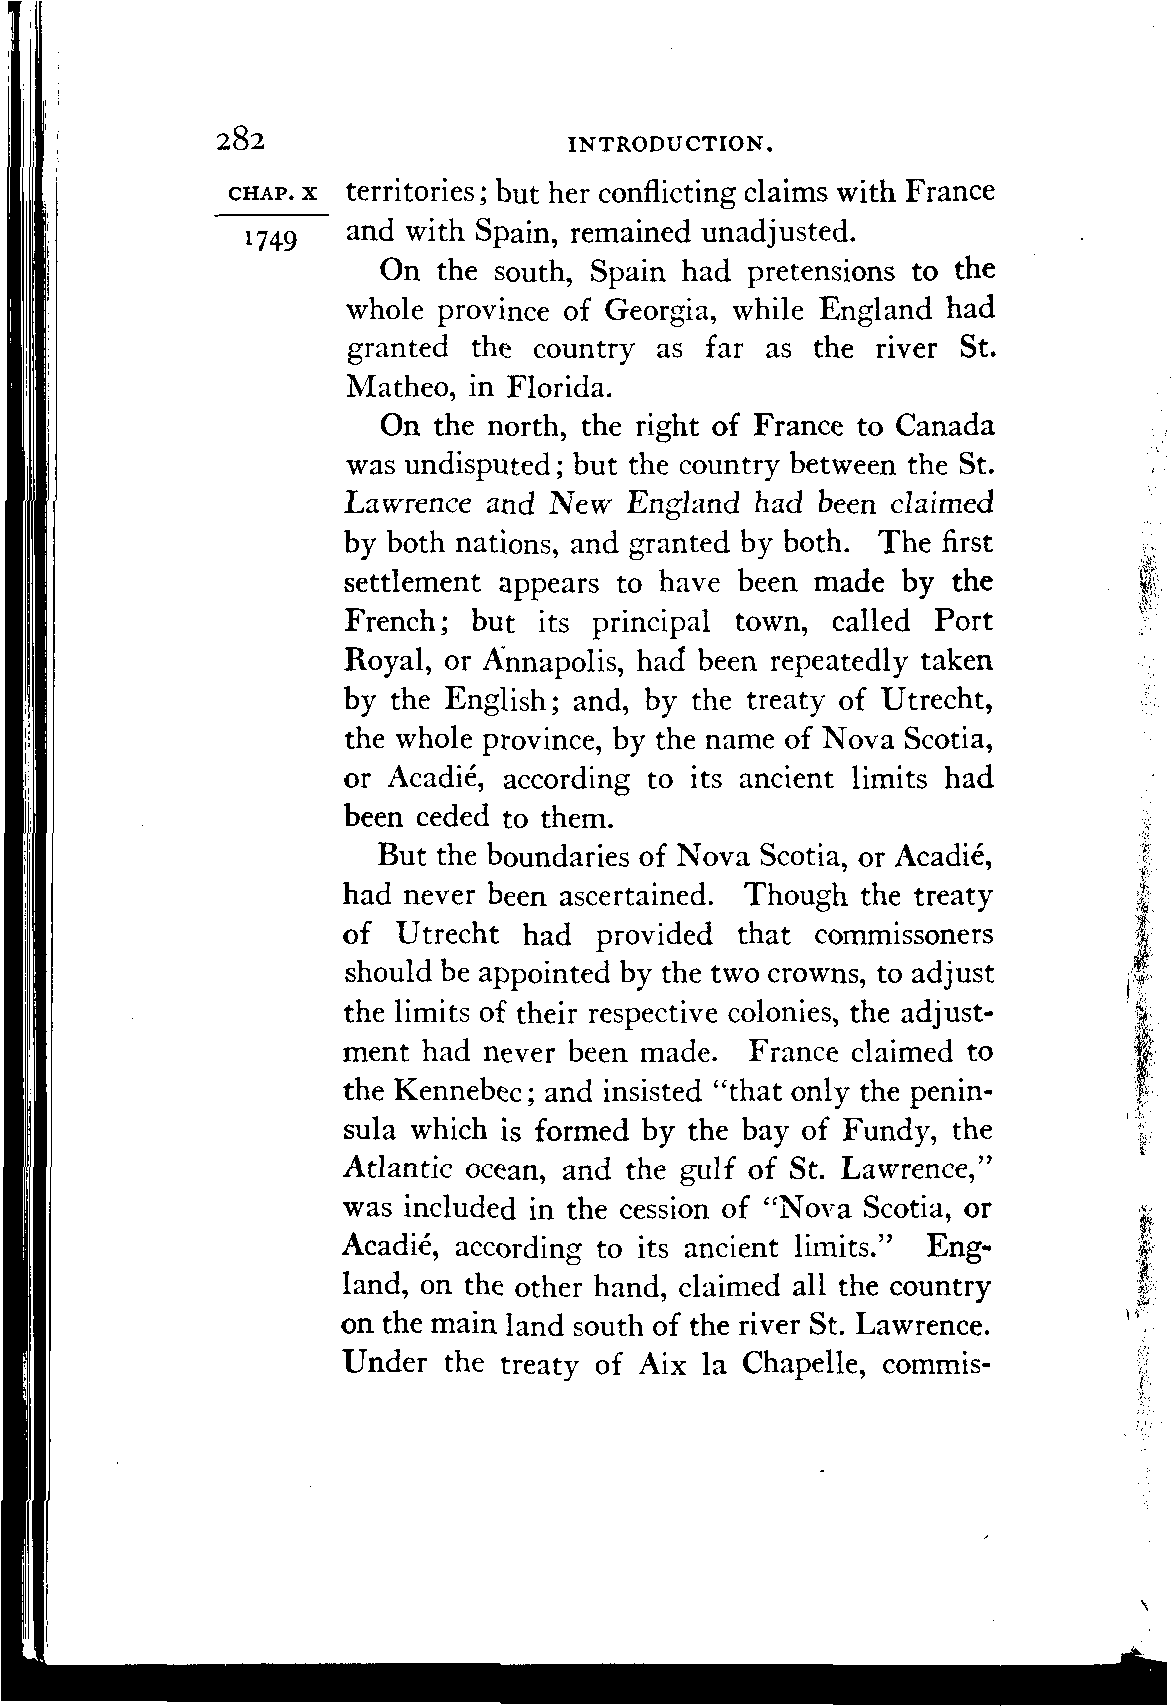 282 INTRODUCTION.
CHAP. X territories; but her conflicting claims with France
1749 and with Spain, remained unadjusted.
On the south, Spain had pretensions to the
whole province of Georgia, while England had
granted the country as far as the river St.
Matheo, in Florida.
On the north, the right of France to Canada
was undisputed; but the country between the St.
Lawrence and New England had been claimed
by both nations, and granted by both. The first
settlement appears to have been made by the
French; but its principal town, called Port
Royal, or Annapolis, had been repeatedly taken
by the English; and, by the treaty of Utrecht,
the whole province, by the name of Nova Scotia,
or Acadié, according to its ancient limits had
been ceded to them.
But the boundaries of Nova Scotia, or Acadié,
had never been ascertained. Though the treaty
of Utrecht had provided that commissoners
should be appointed by the two crowns, to adjust
the limits of their respective colonies, the adjust-
ment had never been made. France claimed to
the Kennebec; and insisted "that only the penin-
sula which is formed by the bay of Fundy, the
Atlantic ocean, and the gulf of St. Lawrence,"
was included in the cession of "Nova Scotia, or
Acadié, according to its ancient limits." Eng-
land, on the other hand, claimed all the country
on the main land south of the river St. Lawrence.
Under the treaty of Aix la Chapelle, commis-